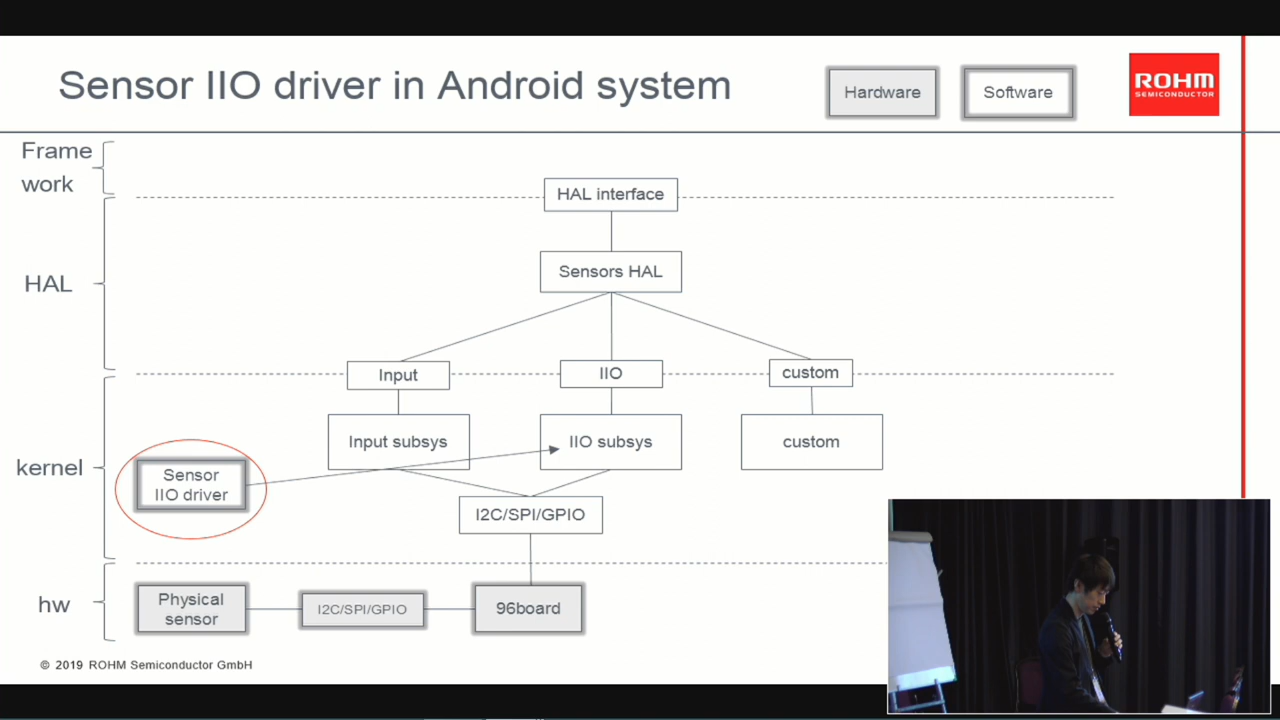 Sensor IIO driver in Android system
Hardware
Software
ROHM
SEMICONDUCTOR
Frame
work
HAL interface
HAL
Sensors HAL
Input
IIO
custom
kernel
Input subsys
IIO subsys
custom
Sensor
IIO driver
I2C/SPI/GPIO
hw
Physical
sensor
I2C/SPI/GPIO
96board
© 2019 ROHM Semiconductor GmbH